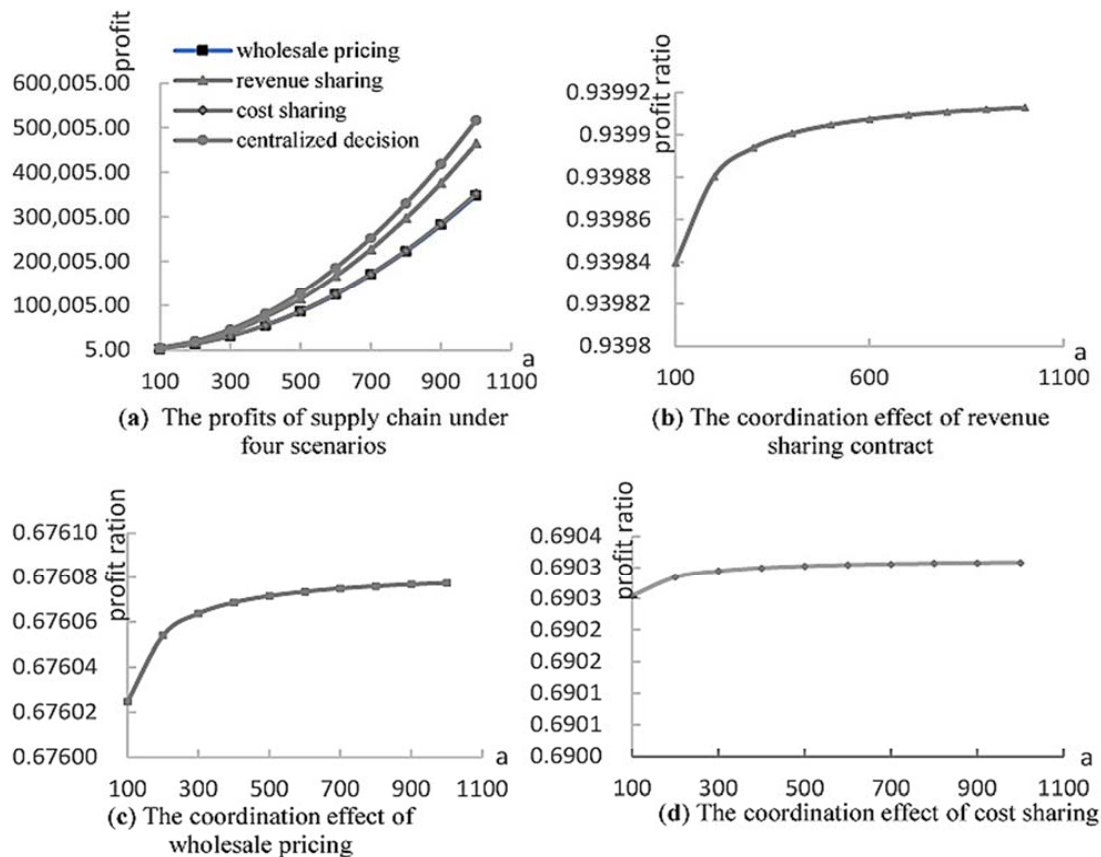 profit
wholesale pricing
revenue sharing
cost sharing
centralized decision
600,005.00
500,005.00
400,005.00
300,005.00
200,005.00
100,005.00
5.00
a
100 300 500 700 900 1100
(a) The profits of supply chain under
four scenarios
profit ratio
0.93992
0.9399
0.93988
0.93986
0.93984
0.93982
0.9398
a
100 600 1100
(b) The coordination effect of revenue
sharing contract
profit ration
0.67610
0.67608
0.67606
0.67604
0.67602
0.67600
a
100 300 500 700 900 1100
(c) The coordination effect of
wholesale pricing
profit ratio
0.6904
0.6903
0.6903
0.6902
0.6902
0.6901
0.6901
0.6900
a
100 300 500 700 900 1100
(d) The coordination effect of cost sharing